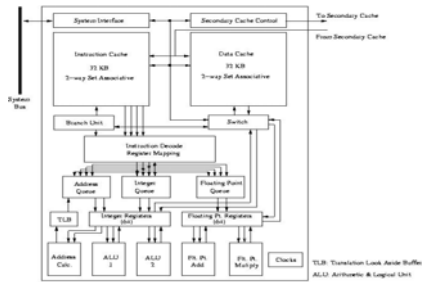 System Interface
Secondary Cache Control
To Secondary Cache
From Secondary Cache
Instruction Cache
32 KB
2-way Set Associative
Data Cache
32 KB
2-way Set Associative
System
Bus
Branch Unit
Switch
Instruction Decode
Register Mapping
Address
Queue
Integer
Queue
Floating Point
Queue
TLB
Integer Registers
(64)
Floating Pt. Registers
(64)
Address
Calc.
ALU
1
ALU
2
Flt. Pt.
Add
Flt. Pt.
Multiply
Clocks
TLB: Translation Look Aside Buffer
ALU: Arithmetic & Logical Unit